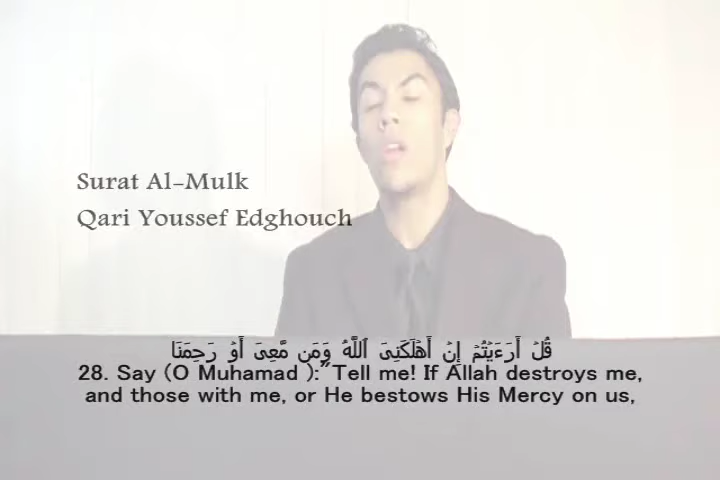 Surat Al-Mulk
Qari Youssef Edghouch
قُلۡ أَرَءَيۡتُمۡ إِنۡ أَهۡلَكَنِىَ ٱللَّهُ وَمَن مَّعِىَ أَوۡ رَحِمَنَا
28. Say (O Muhamad ):"Tell me! If Allah destroys me,
and those with me, or He bestows His Mercy on us,